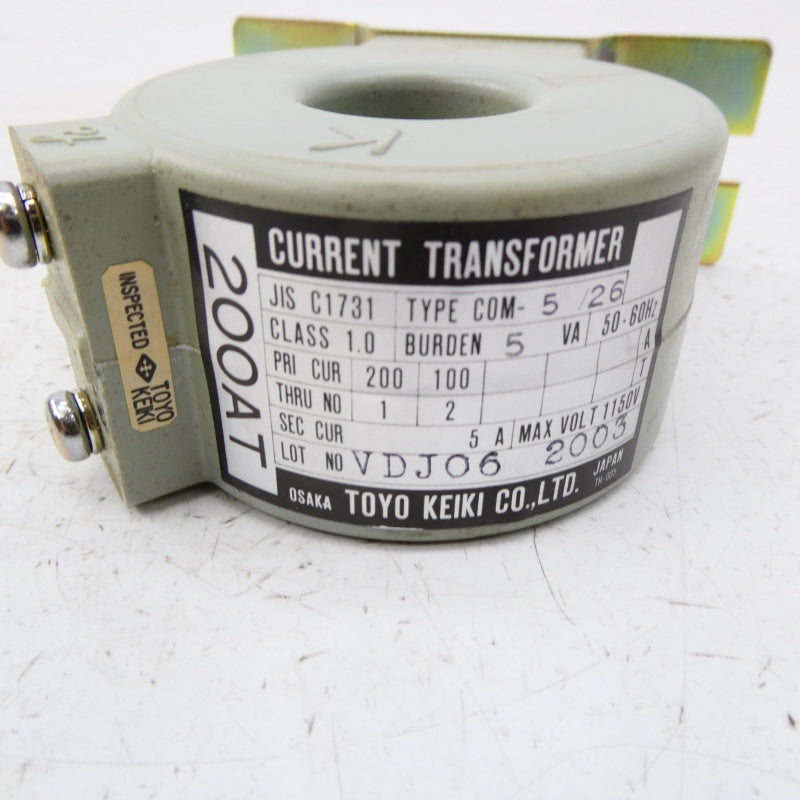 K
200AT
CURRENT TRANSFORMER
JIS C1731 TYPE COM- 5 /26
CLASS 1.0 BURDEN 5 VA 50-60Hz
PRI CUR 200 100 A
THRU NO 1 2 T
SEC CUR 5 A MAX VOLT 1150V
LOT NO VDJ06 2003
OSAKA TOYO KEIKI CO.,LTD. JAPAN
INSPECTED TOYO
KEIKI